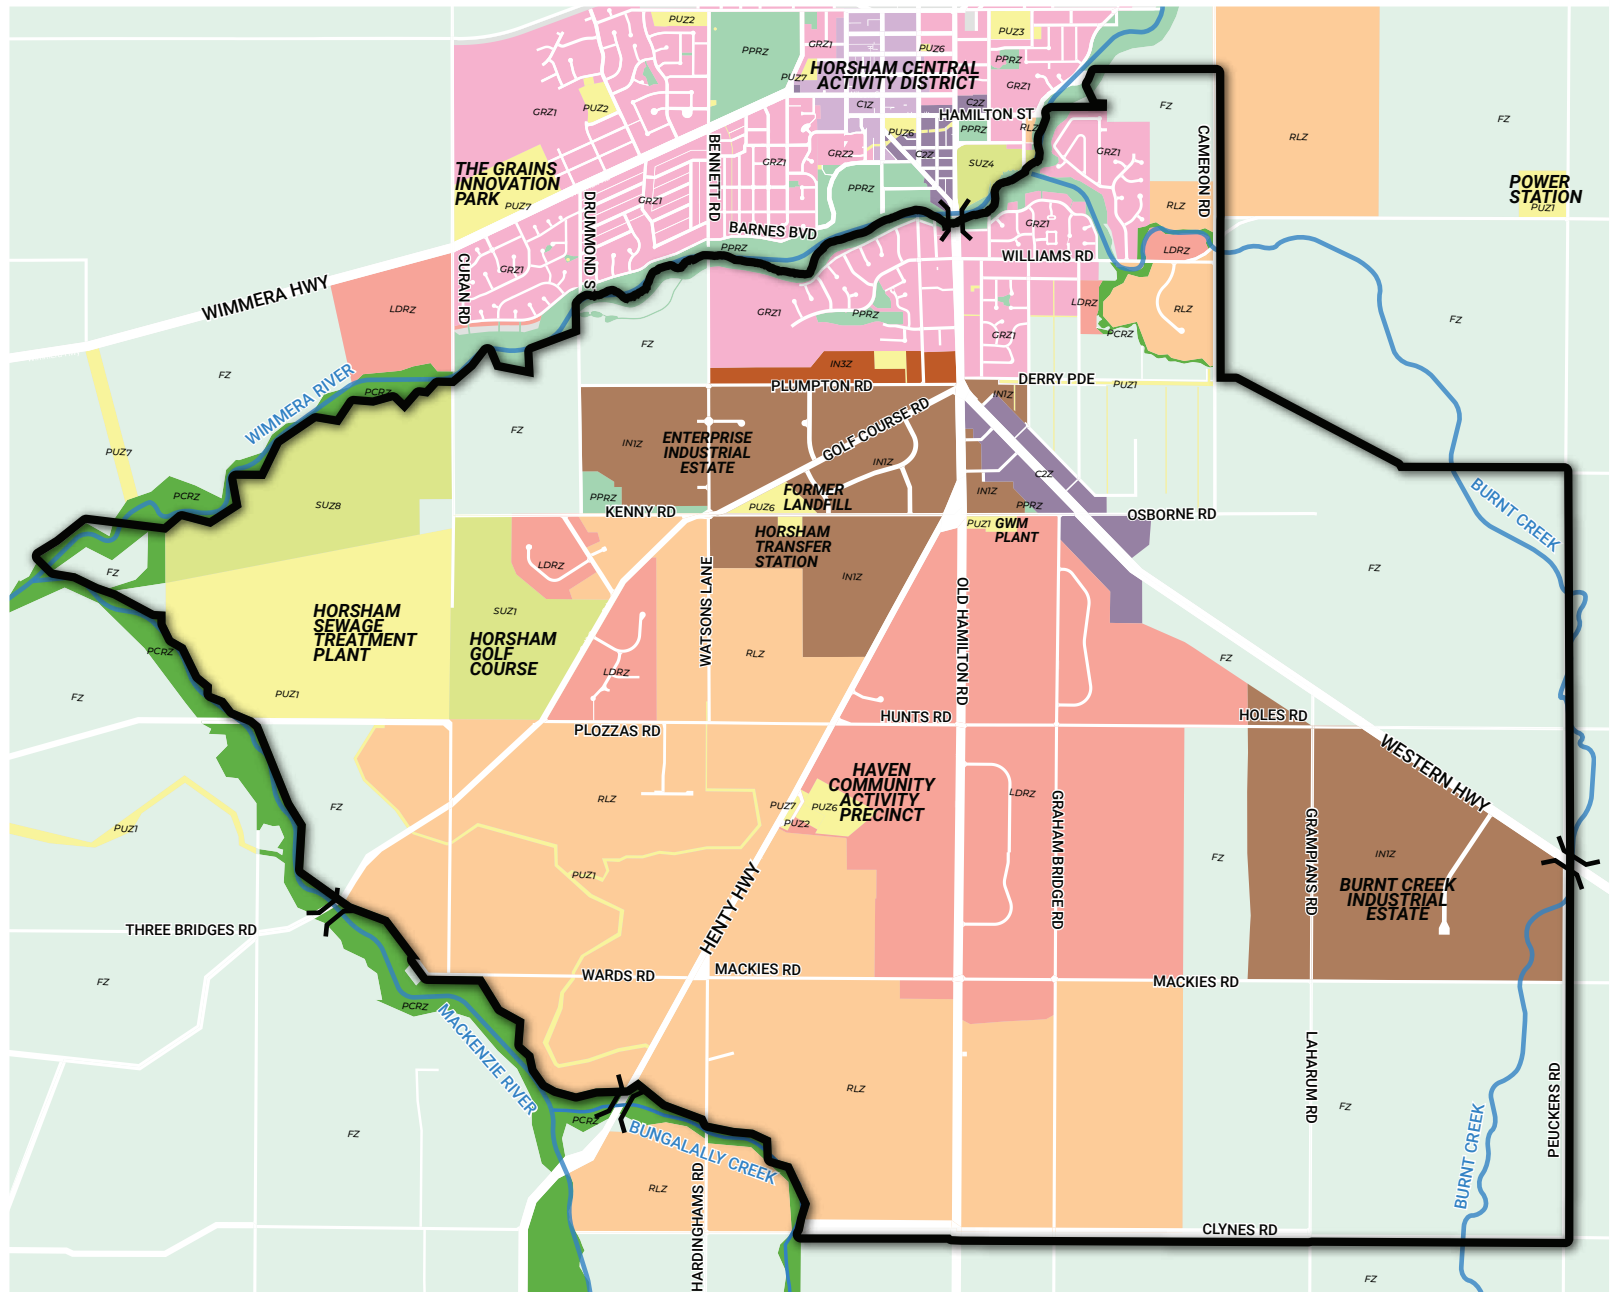 PUZ2
PUZ3
GRZ1
PUZ6
PPRZ
PPRZ
HORSHAM CENTRAL
ACTIVITY DISTRICT
PUZ7
GRZ1
FZ
C1Z
C2Z
GRZ1
PUZ2
HAMILTON ST
FZ
PUZ6
PPRZ
RLZ
RLZ
GRZ2
C2Z
GRZ1
GRZ1
SUZ4
CAMERON RD
BENNETT RD
THE GRAINS
INNOVATION
PARK
PUZ7
POWER
STATION
PUZ1
DRUMMOND S
GRZ1
PPRZ
RLZ
GRZ1
BARNES BVD
PPRZ
LDRZ
WILLIAMS RD
CURAN RD
GRZ1
WIMMERA HWY
LDRZ
GRZ1
PPRZ
LDRZ
RLZ
FZ
FZ
GRZ1
PCRZ
IN3Z
FZ
WIMMERA RIVER
PCRZ
PLUMPTON RD
DERRY PDE
PUZ1
IN1Z
GOLF COURSE RD
FZ
IN1Z
ENTERPRISE
INDUSTRIAL
ESTATE
IN1Z
PUZ7
C2Z
PCRZ
SUZ8
PPRZ
FORMER
LANDFILL
PUZ6
IN1Z
PPRZ
BURNT CREEK
KENNY RD
OSBORNE RD
PUZ1
GWM
PLANT
HORSHAM
TRANSFER
STATION
FZ
LDRZ
IN1Z
FZ
HORSHAM
SEWAGE
TREATMENT
PLANT
SUZ1
HORSHAM
GOLF
COURSE
WATSONS LANE
OLD HAMILTON RD
PCRZ
RLZ
FZ
LDRZ
PUZ1
FZ
HUNTS RD
HOLES RD
PLOZZAS RD
WESTERN HWY
HAVEN
COMMUNITY
ACTIVITY
PRECINCT
RLZ
PUZ7
PUZ6
PUZ2
LDRZ
FZ
PUZ1
GRAHAM BRIDGE RD
GRAMPIANS RD
FZ
IN1Z
BURNT CREEK
INDUSTRIAL
ESTATE
PUZ1
HENTY HWY
THREE BRIDGES RD
WARDS RD
MACKIES RD
MACKIES RD
FZ
PCRZ
MACKENZIE RIVER
LAHARUM RD
PEUCKERS RD
RLZ
FZ
PCRZ
FZ
BUNGALALLY CREEK
BURNT CREEK
RLZ
HARDINGHAMS RD
CLYNES RD
FZ